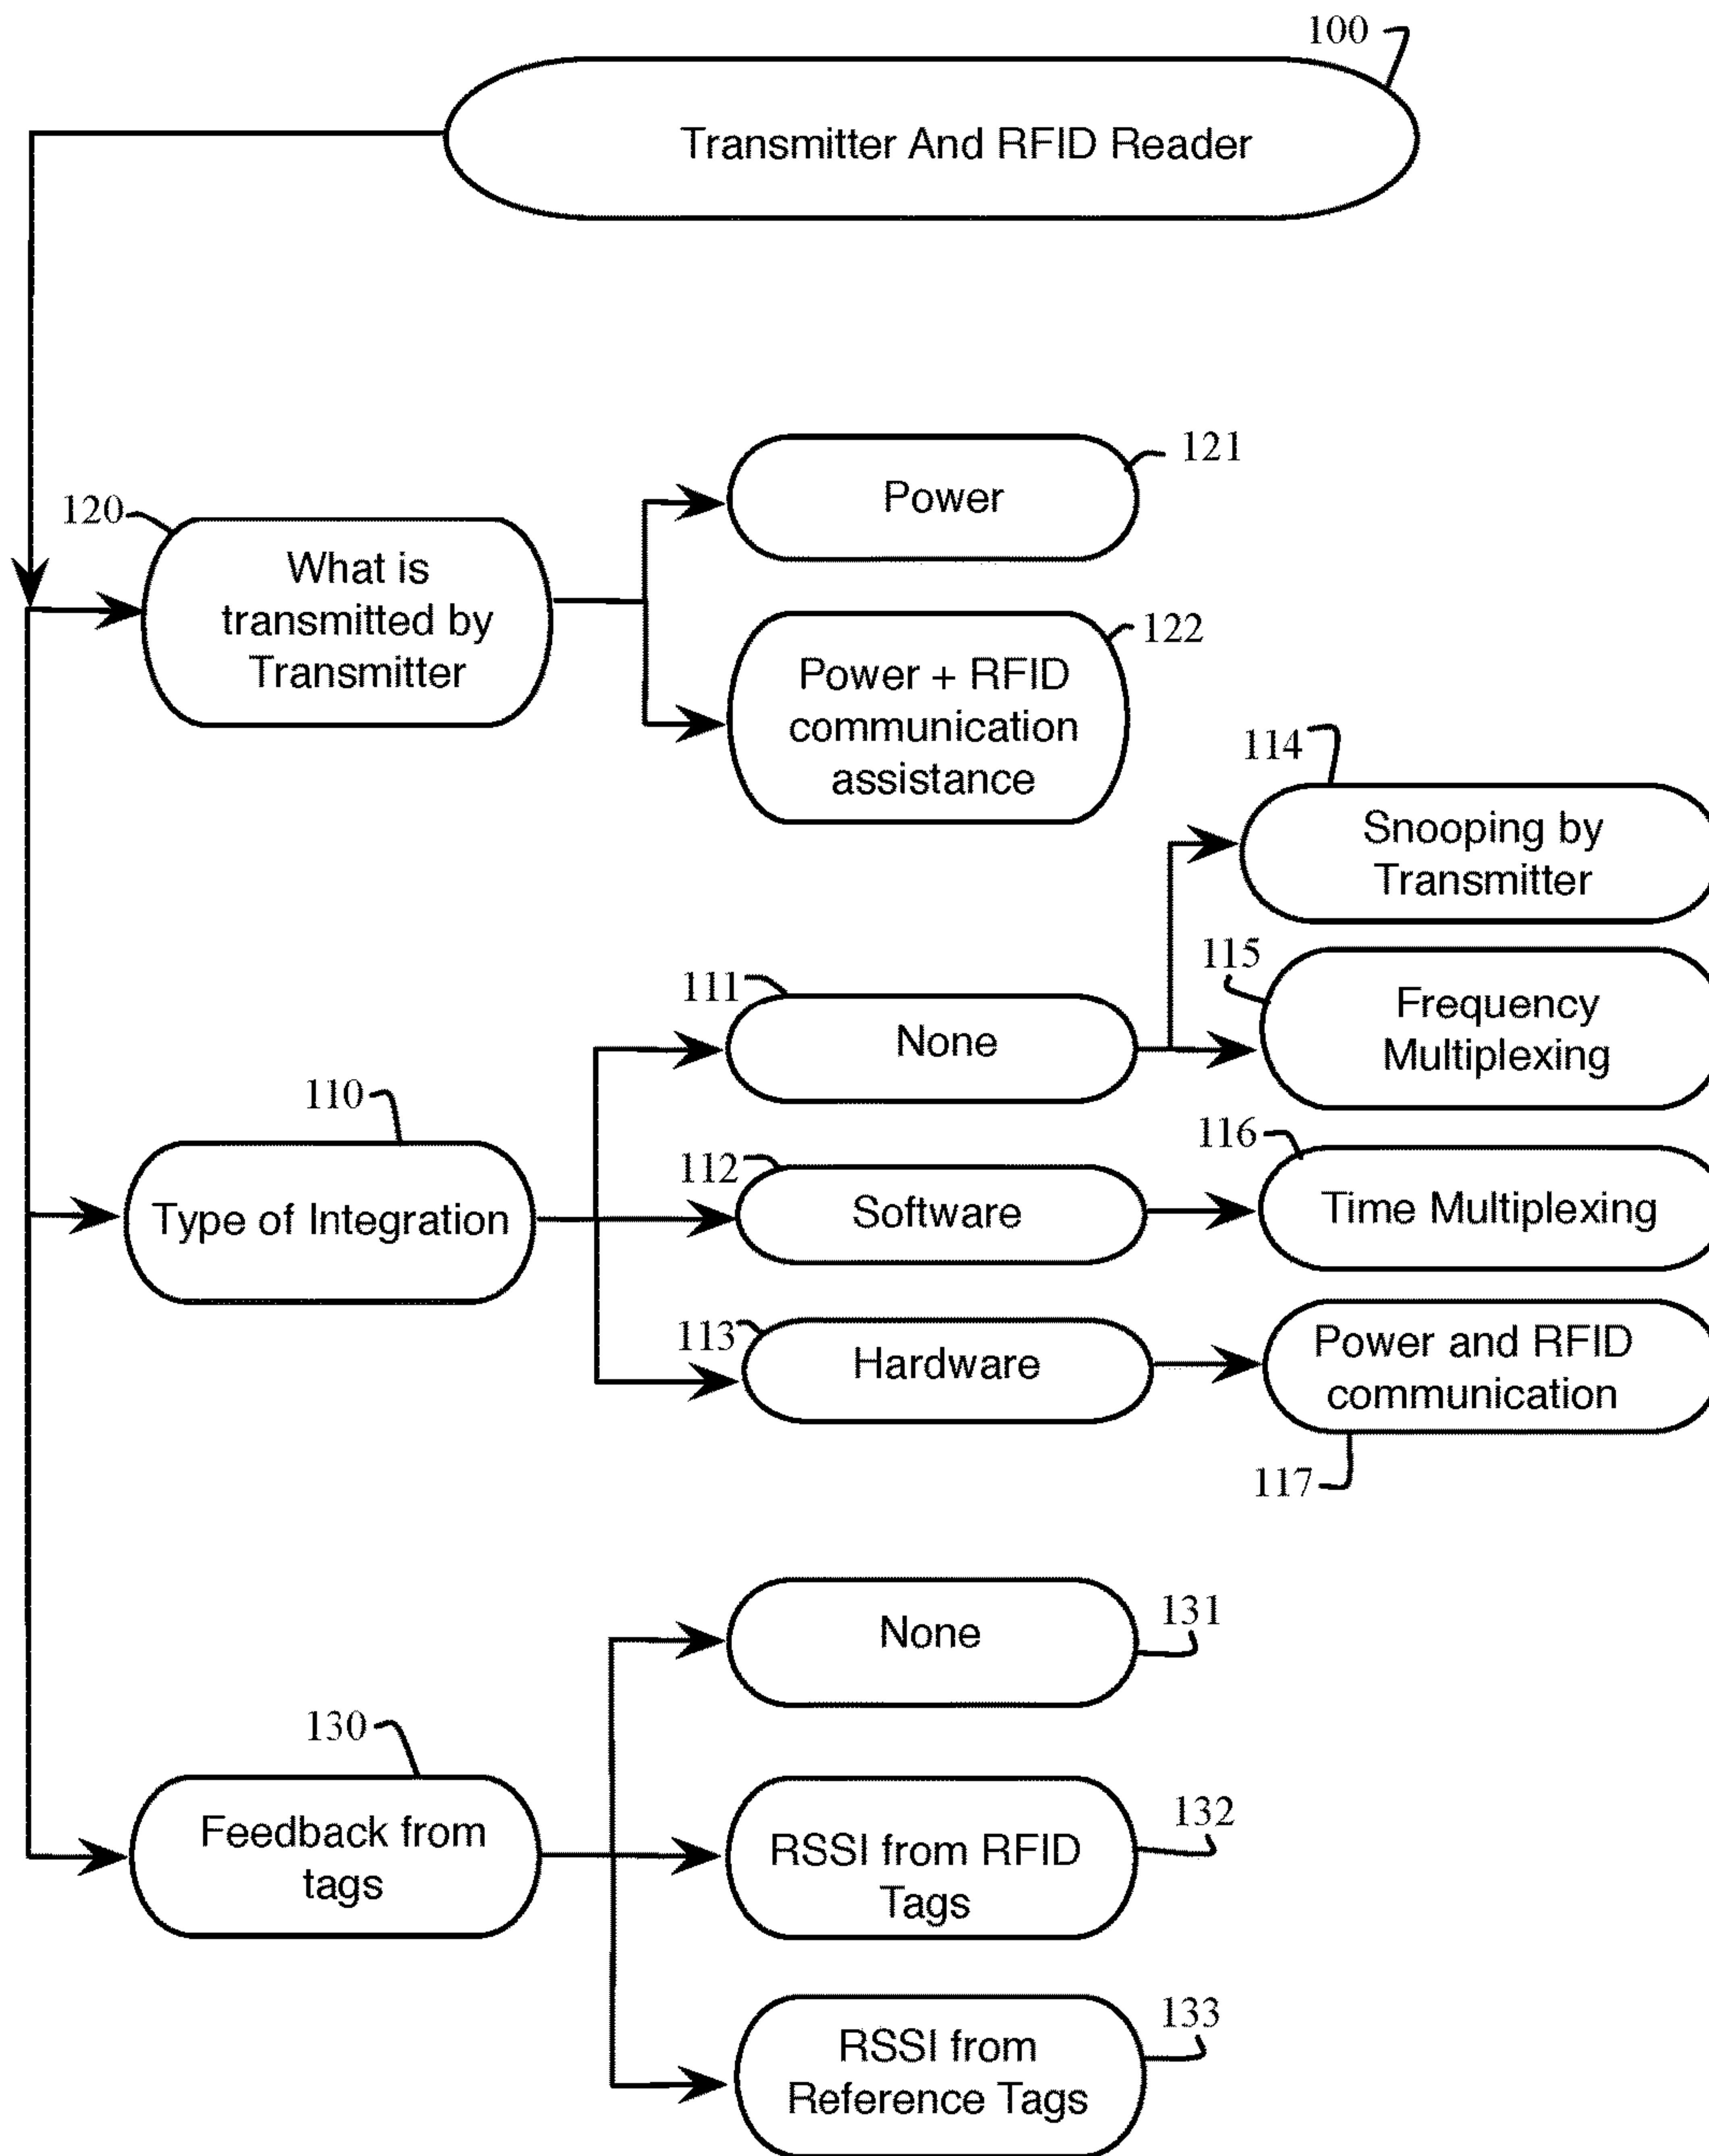 100
Transmitter And RFID Reader
121
Power
120
What is
transmitted by
Transmitter
122
Power + RFID
communication
assistance
114
Snooping by
Transmitter
115
Frequency
Multiplexing
111
None
110
Type of Integration
116
Time Multiplexing
112
Software
113
Hardware
Power and RFID
communication
117
131
None
130
Feedback from
tags
132
RSSI from RFID
Tags
133
RSSI from
Reference Tags